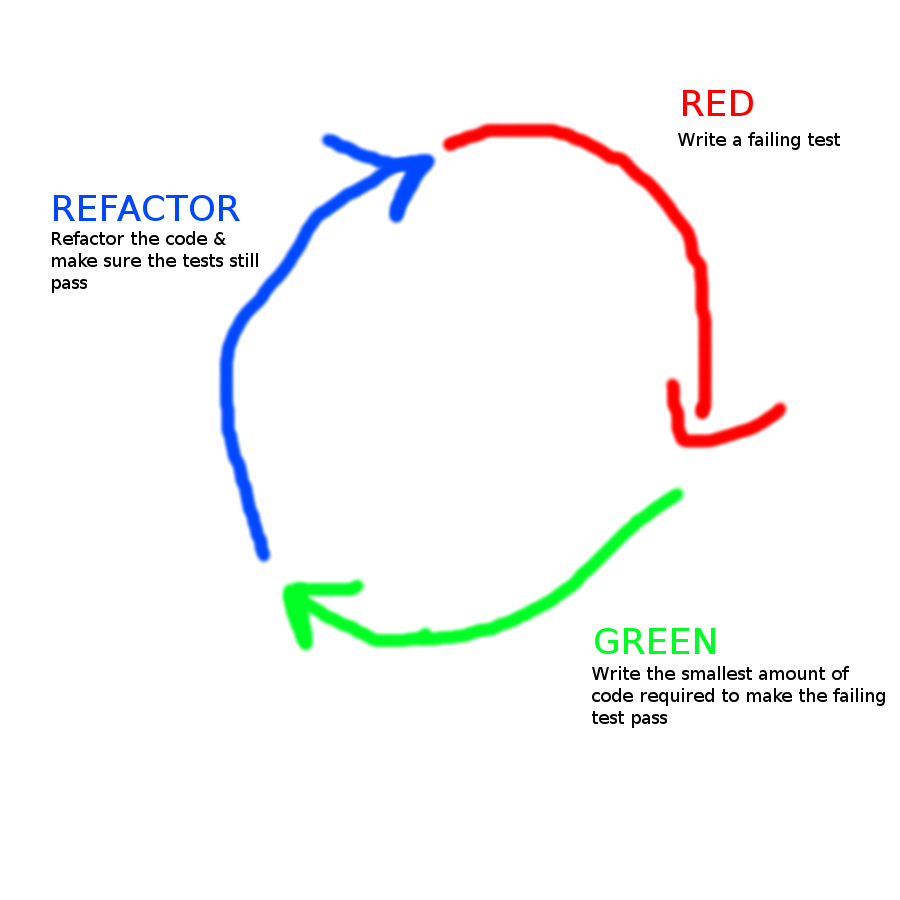 RED
Write a failing test
REFACTOR
Refactor the code &
make sure the tests still
pass
GREEN
Write the smallest amount of
code required to make the failing
test pass